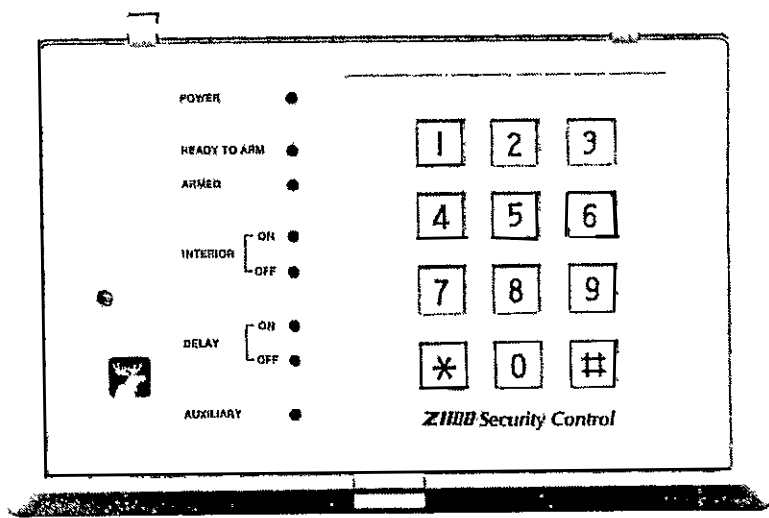 POWER
READY TO ARM
ARMED
INTERIOR
ON
OFF
DELAY
ON
OFF
AUXILIARY
1 2 3
4 5 6
7 8 9
* 0 #
Z1100 Security Control